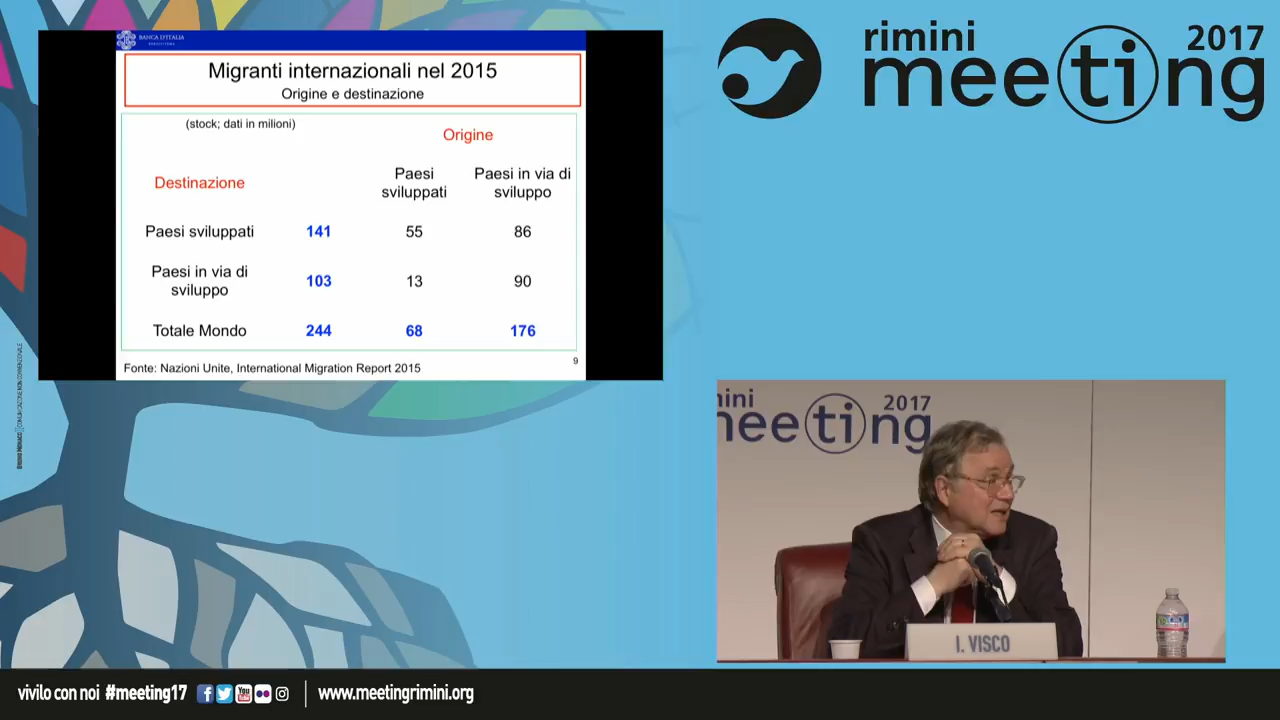 BANCA D'ITALIA
EUROSISTEMA
Migranti internazionali nel 2015
Origine e destinazione
(stock; dati in milioni)
Origine
Destinazione
Paesi sviluppati
Paesi in via di sviluppo
Paesi sviluppati 141 55 86
Paesi in via di sviluppo 103 13 90
Totale Mondo 244 68 176
9
Fonte: Nazioni Unite, International Migration Report 2015
rimini 2017
meeting
2017
meeting
I. VISCO
vivilo con noi #meeting17
www.meetingrimini.org